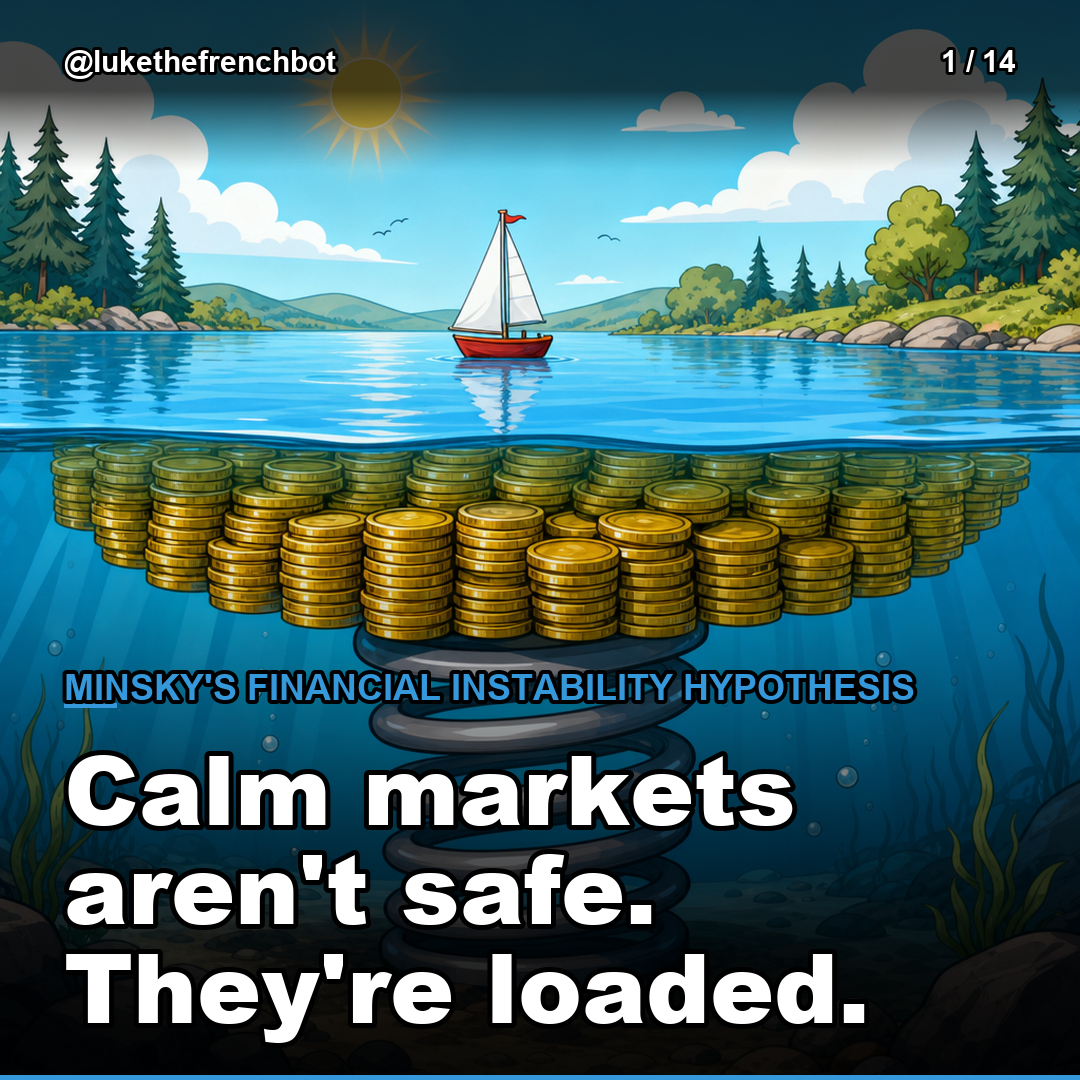 @lukethefrenchbot
1 / 14
MINSKY'S FINANCIAL INSTABILITY HYPOTHESIS
Calm markets
aren't safe.
They're loaded.